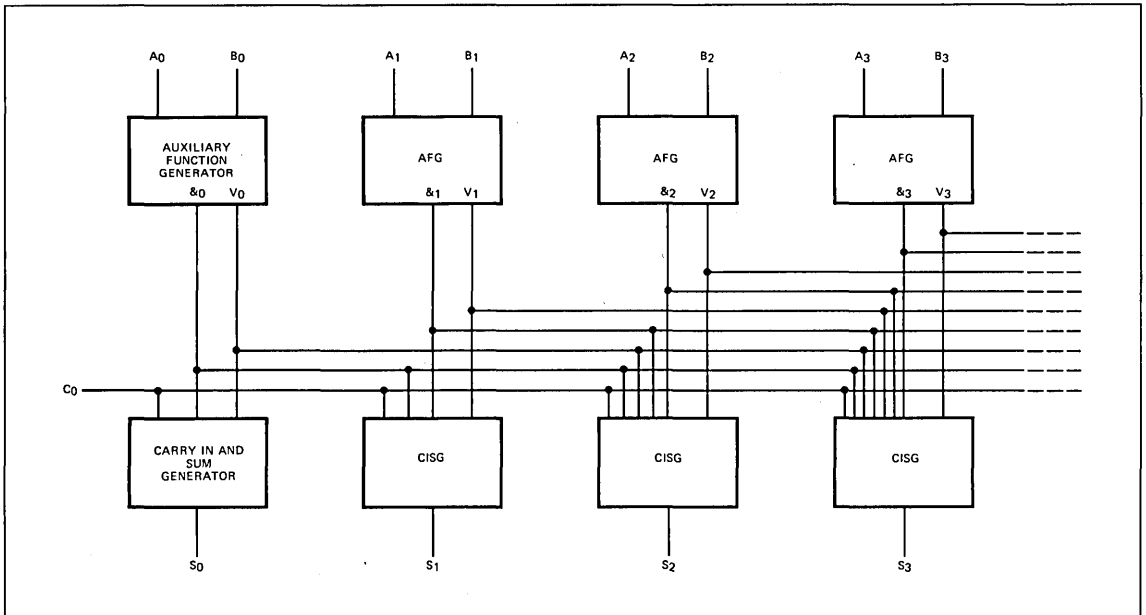 A0 B0 A1 B1 A2 B2 A3 B3
AUXILIARY
FUNCTION
GENERATOR
&0 V0
AFG
&1 V1
AFG
&2 V2
AFG
&3 V3
C0
CARRY IN AND
SUM
GENERATOR
CISG
CISG
CISG
S0 S1 S2 S3